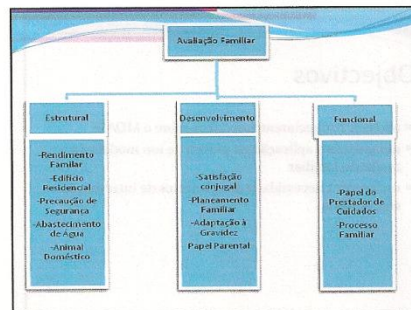 Avaliação Familiar
Estrutural
-Rendimento
Familiar
-Edifício
Residencial
-Precaução de
Segurança
-Abastecimento
de Água
-Animal
Doméstico
Desenvolvimento
-Satisfação
conjugal
-Planeamento
Familiar
-Adaptação à
Gravidez
Papel Parental
Funcional
-Papel do
Prestador de
Cuidados
-Processo
Familiar